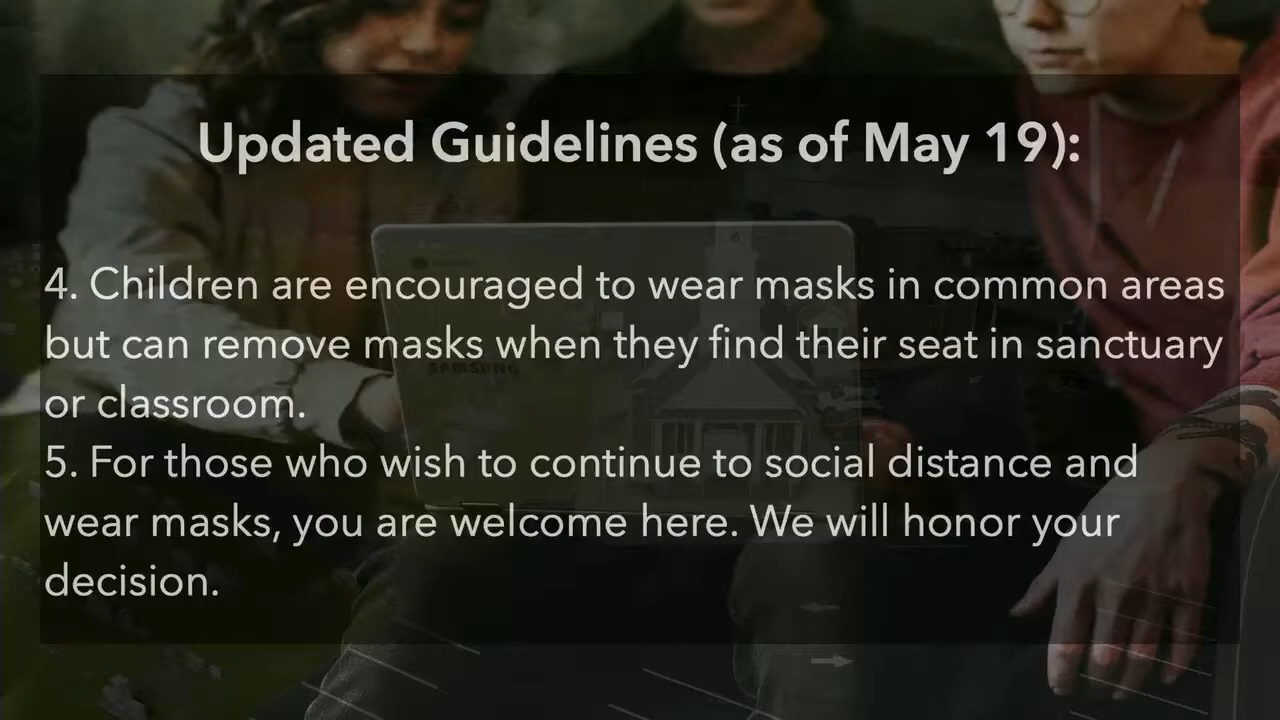 Updated Guidelines (as of May 19):
4. Children are encouraged to wear masks in common areas
but can remove masks when they find their seat in sanctuary
or classroom.
5. For those who wish to continue to social distance and
wear masks, you are welcome here. We will honor your
decision.
SAMSUNG